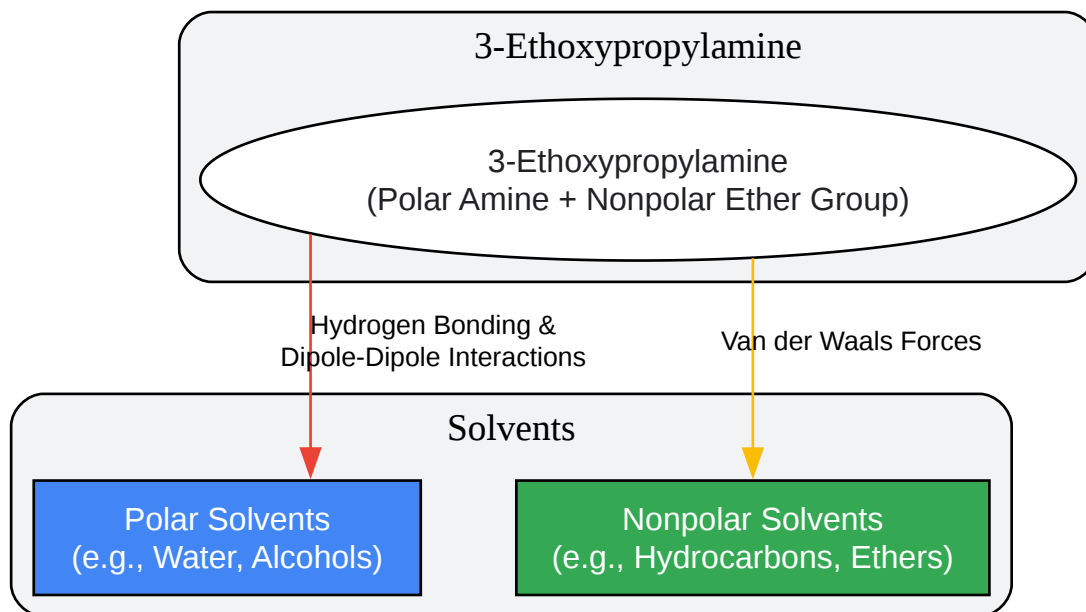 3-Ethoxypropylamine
3-Ethoxypropylamine
(Polar Amine + Nonpolar Ether Group)
Hydrogen Bonding &
Dipole-Dipole Interactions
Van der Waals Forces
Solvents
Polar Solvents
(e.g., Water, Alcohols)
Nonpolar Solvents
(e.g., Hydrocarbons, Ethers)